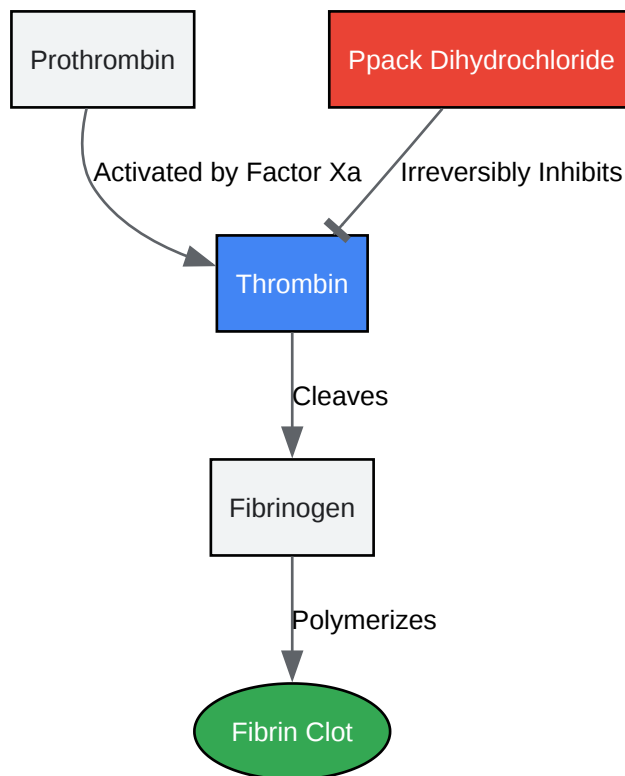 Prothrombin
Ppack Dihydrochloride
Activated by Factor Xa
Irreversibly Inhibits
Thrombin
Cleaves
Fibrinogen
Polymerizes
Fibrin Clot